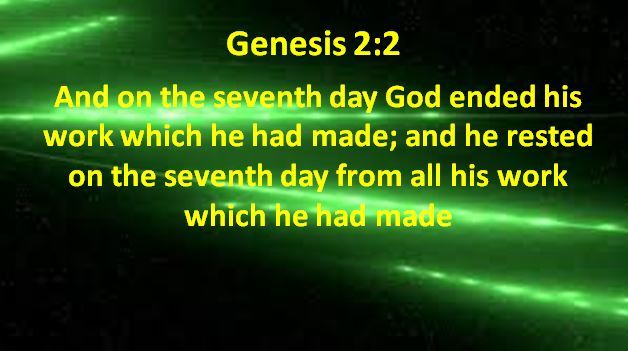 Genesis 2:2
And on the seventh day God ended his
work which he had made; and he rested
on the seventh day from all his work
which he had made